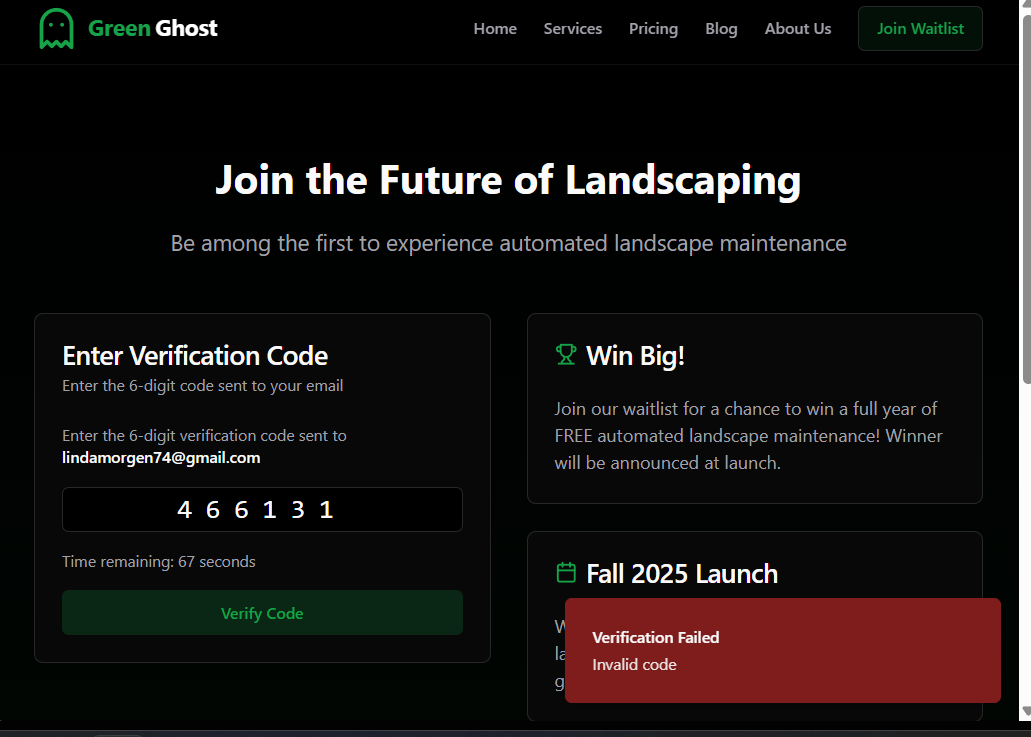 Green Ghost
Home
Services
Pricing
Blog
About Us
Join Waitlist
Join the Future of Landscaping
Be among the first to experience automated landscape maintenance
Enter Verification Code
Enter the 6-digit code sent to your email
Enter the 6-digit verification code sent to
lindamorgen74@gmail.com
4 6 6 1 3 1
Time remaining: 67 seconds
Verify Code
Win Big!
Join our waitlist for a chance to win a full year of
FREE automated landscape maintenance! Winner
will be announced at launch.
Fall 2025 Launch
Verification Failed
Invalid code